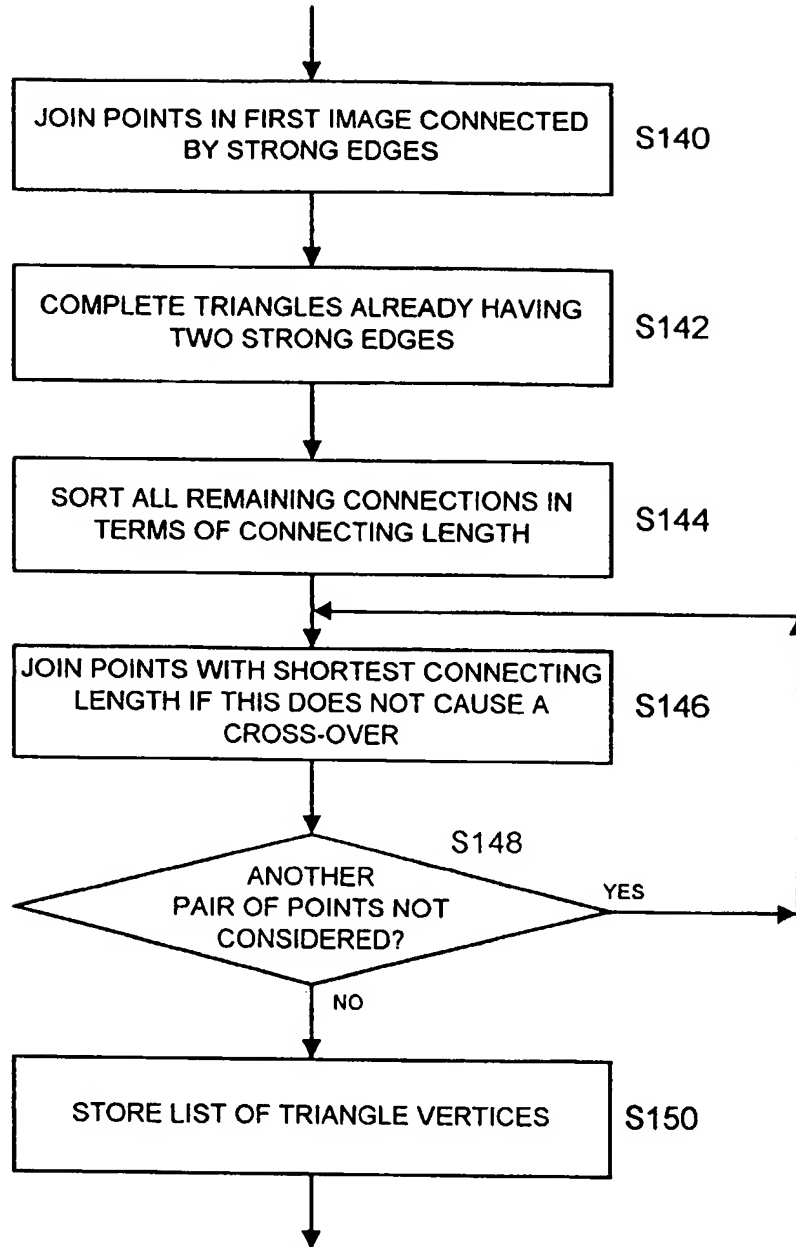 JOIN POINTS IN FIRST IMAGE CONNECTED
BY STRONG EDGES
S140
COMPLETE TRIANGLES ALREADY HAVING
TWO STRONG EDGES
S142
SORT ALL REMAINING CONNECTIONS IN
TERMS OF CONNECTING LENGTH
S144
JOIN POINTS WITH SHORTEST CONNECTING
LENGTH IF THIS DOES NOT CAUSE A
CROSS-OVER
S146
S148
ANOTHER
PAIR OF POINTS NOT
CONSIDERED?
YES
NO
STORE LIST OF TRIANGLE VERTICES
S150